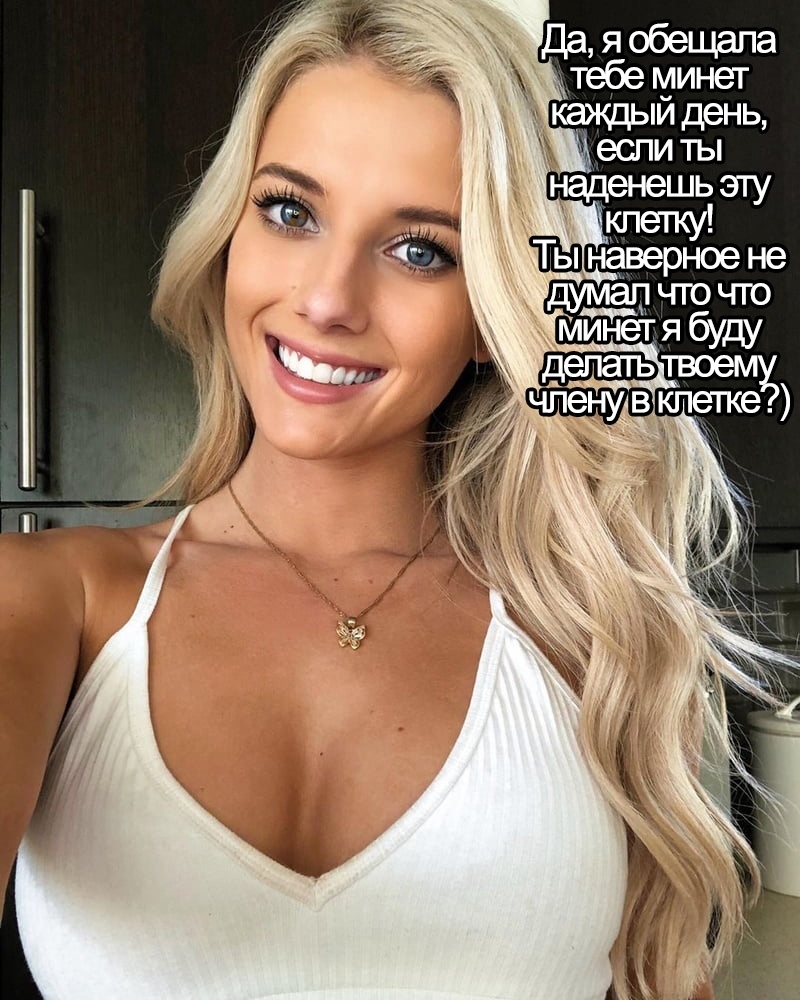 Да, я обещала
тебе минет
каждый день,
если ты
наденешь эту
клетку!
Ты наверное не
думал что что
минет я буду
делать твоему
члену в клетке?)